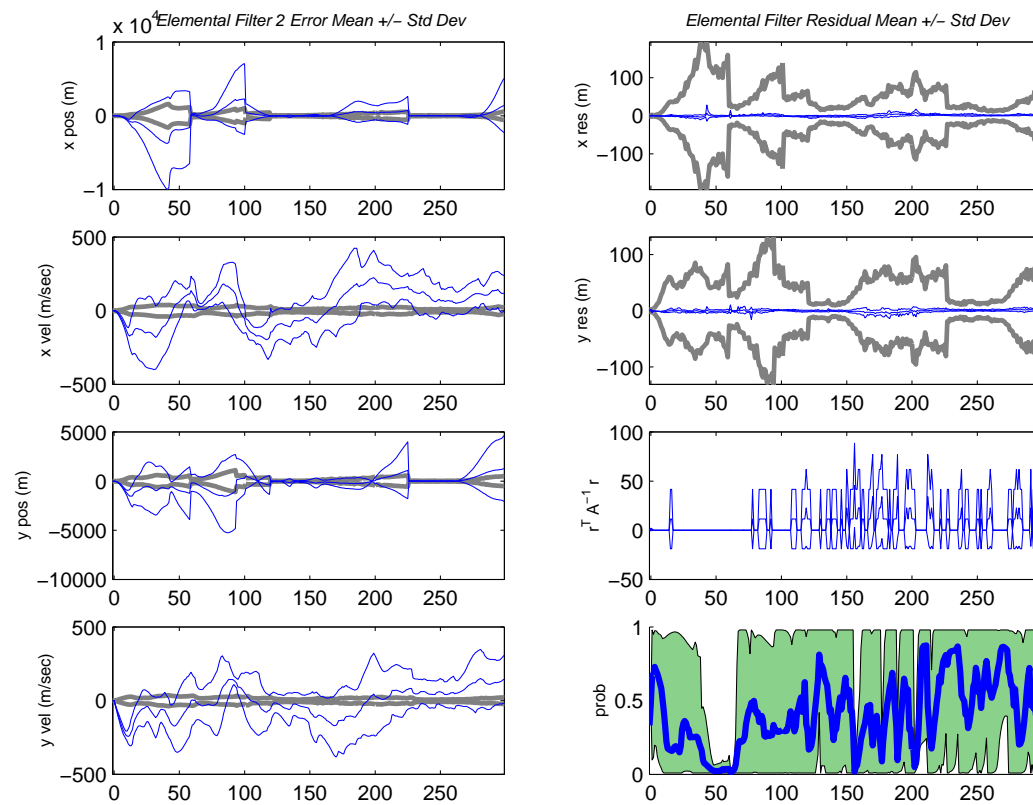 x 10⁴ Elemental Filter 2 Error Mean +/− Std Dev
1
0
−1
x pos (m)
0 50 100 150 200 250
500
0
−500
x vel (m/sec)
0 50 100 150 200 250
5000
0
−5000
−10000
y pos (m)
0 50 100 150 200 250
500
0
−500
y vel (m/sec)
0 50 100 150 200 250
Elemental Filter Residual Mean +/− Std Dev
100
0
−100
x res (m)
0 50 100 150 200 250
100
0
−100
y res (m)
0 50 100 150 200 250
100
50
0
−50
rᵀ A⁻¹ r
0 50 100 150 200 250
1
0.5
0
prob
0 50 100 150 200 250